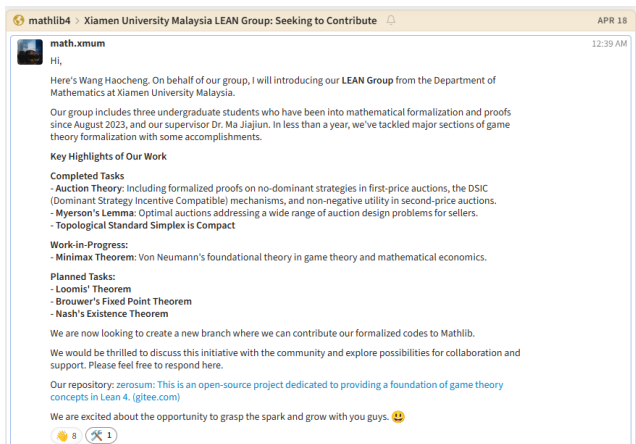 mathlib4 > Xiamen University Malaysia LEAN Group: Seeking to Contribute
APR 18
math.xmum
12:39 AM
Hi,
Here's Wang Haocheng. On behalf of our group, I will introducing our LEAN Group from the Department of
Mathematics at Xiamen University Malaysia.
Our group includes three undergraduate students who have been into mathematical formalization and proofs
since August 2023, and our supervisor Dr. Ma Jiajiun. In less than a year, we've tackled major sections of game
theory formalization with some accomplishments.
Key Highlights of Our Work
Completed Tasks
- Auction Theory: Including formalized proofs on no-dominant strategies in first-price auctions, the DSIC
(Dominant Strategy Incentive Compatible) mechanisms, and non-negative utility in second-price auctions.
- Myerson's Lemma: Optimal auctions addressing a wide range of auction design problems for sellers.
- Topological Standard Simplex is Compact
Work-in-Progress:
- Minimax Theorem: Von Neumann's foundational theory in game theory and mathematical economics.
Planned Tasks:
- Loomis' Theorem
- Brouwer's Fixed Point Theorem
- Nash's Existence Theorem
We are now looking to create a new branch where we can contribute our formalized codes to Mathlib.
We would be thrilled to discuss this initiative with the community and explore possibilities for collaboration and
support. Please feel free to respond here.
Our repository: zerosum: This is an open-source project dedicated to providing a foundation of game theory
concepts in Lean 4. (gitee.com)
We are excited about the opportunity to grasp the spark and grow with you guys. 😃
👋 8 🛠 1